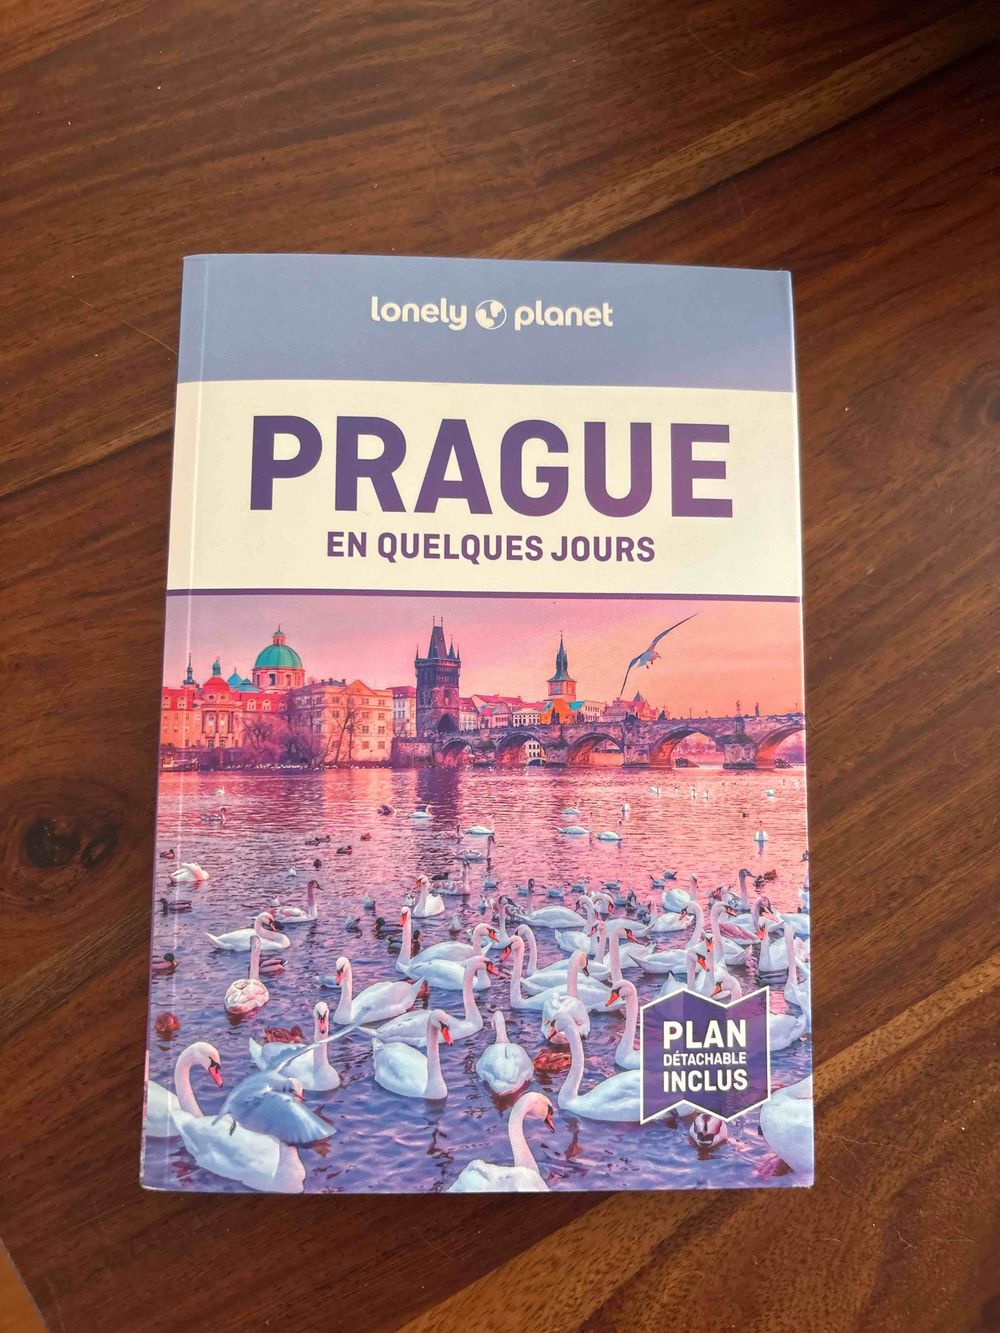 lonely planet
PRAGUE
EN QUELQUES JOURS
PLAN
DÉTACHABLE
INCLUS